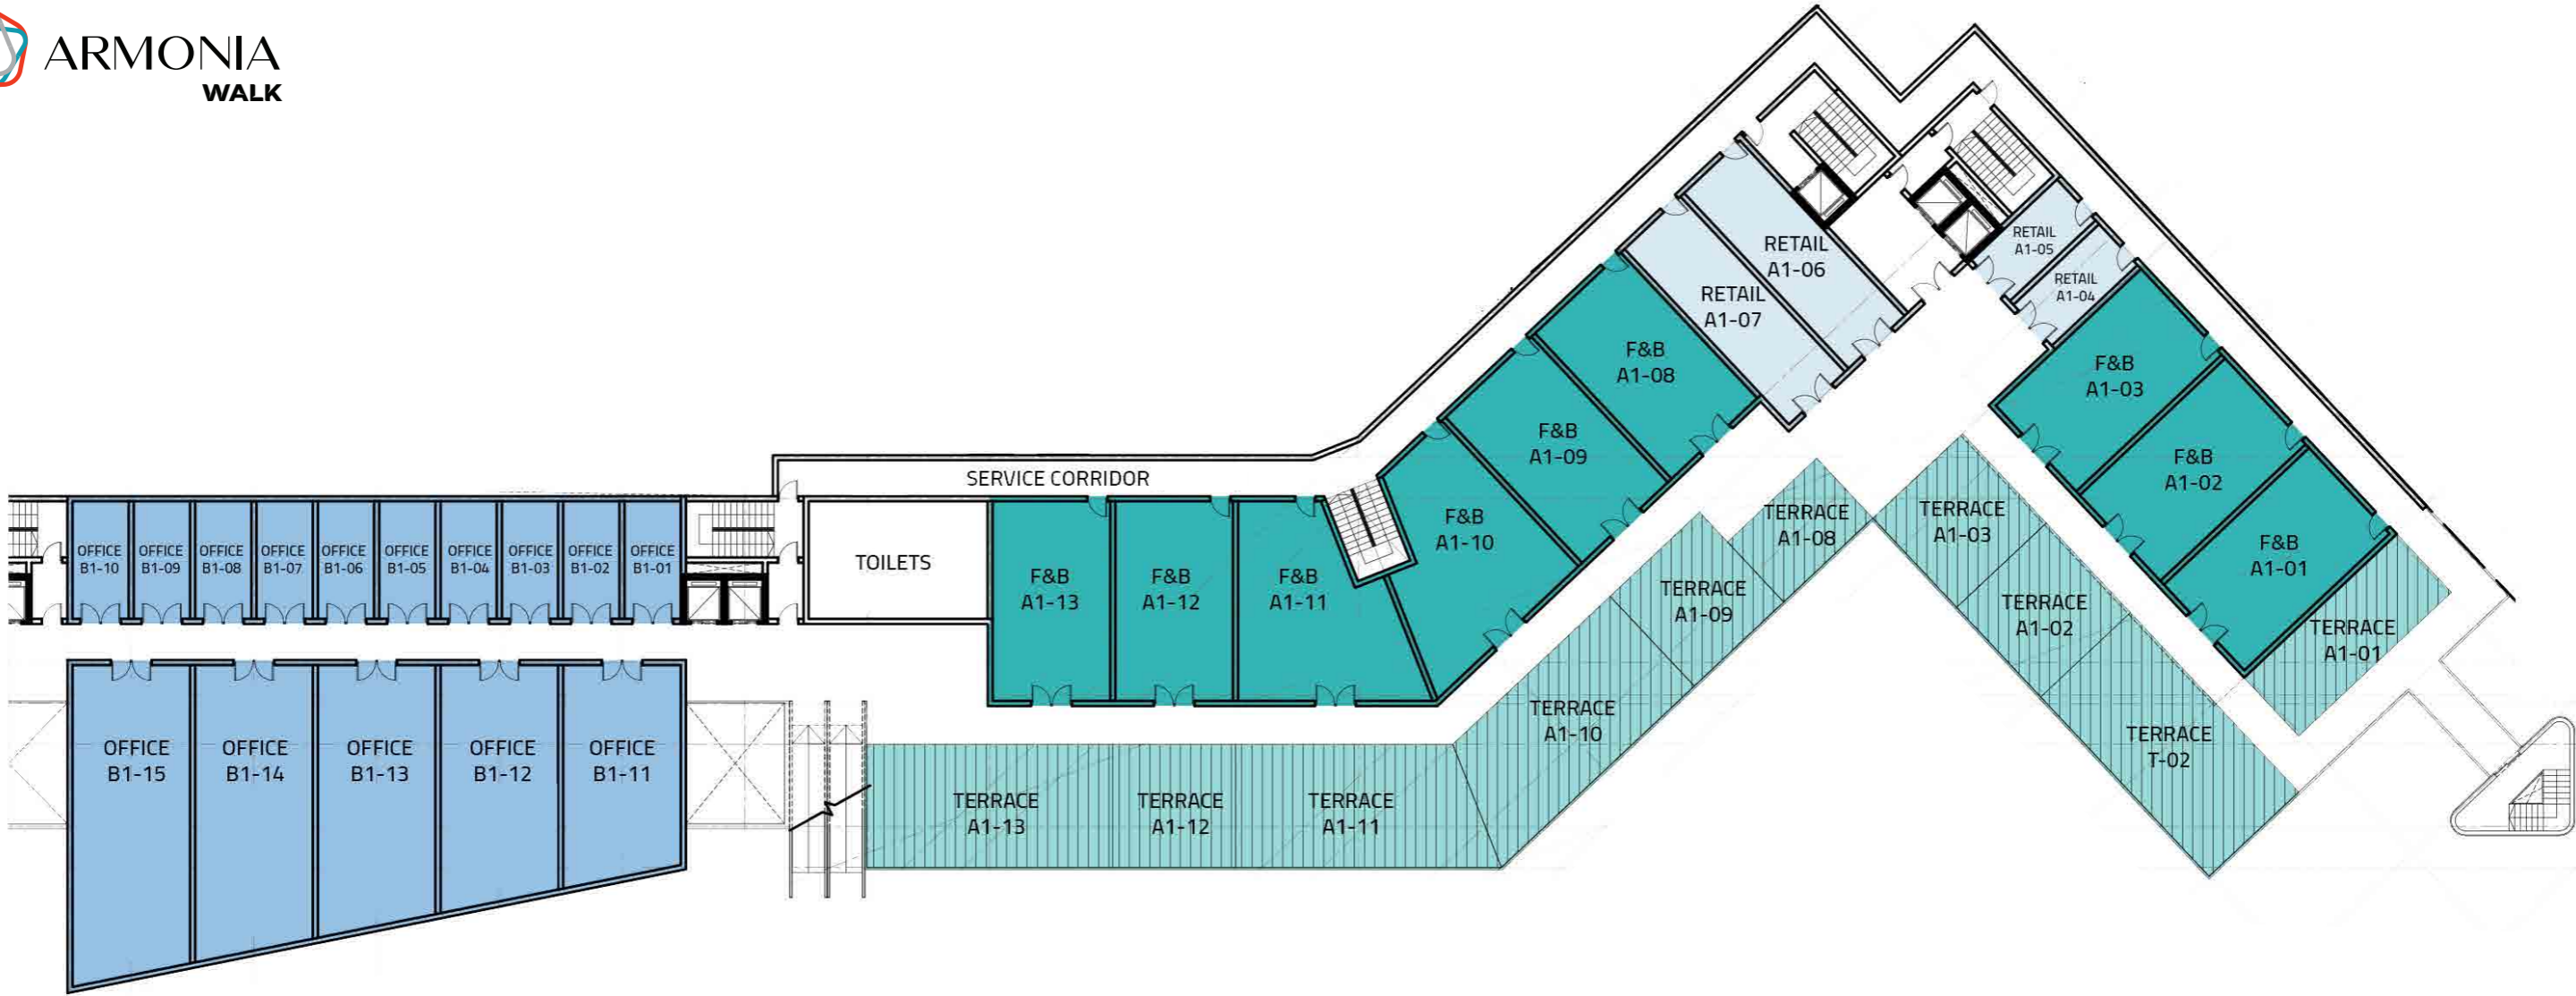 ARMONIA
WALK
RETAIL
A1-06
RETAIL
A1-07
RETAIL
A1-05
RETAIL
A1-04
F&B
A1-08
F&B
A1-09
F&B
A1-10
F&B
A1-03
F&B
A1-02
F&B
A1-01
SERVICE CORRIDOR
OFFICE
B1-10
OFFICE
B1-09
OFFICE
B1-08
OFFICE
B1-07
OFFICE
B1-06
OFFICE
B1-05
OFFICE
B1-04
OFFICE
B1-03
OFFICE
B1-02
OFFICE
B1-01
TOILETS
F&B
A1-13
F&B
A1-12
F&B
A1-11
TERRACE
A1-08
TERRACE
A1-03
TERRACE
A1-09
TERRACE
A1-02
TERRACE
A1-01
TERRACE
A1-10
TERRACE
T-02
OFFICE
B1-15
OFFICE
B1-14
OFFICE
B1-13
OFFICE
B1-12
OFFICE
B1-11
TERRACE
A1-13
TERRACE
A1-12
TERRACE
A1-11